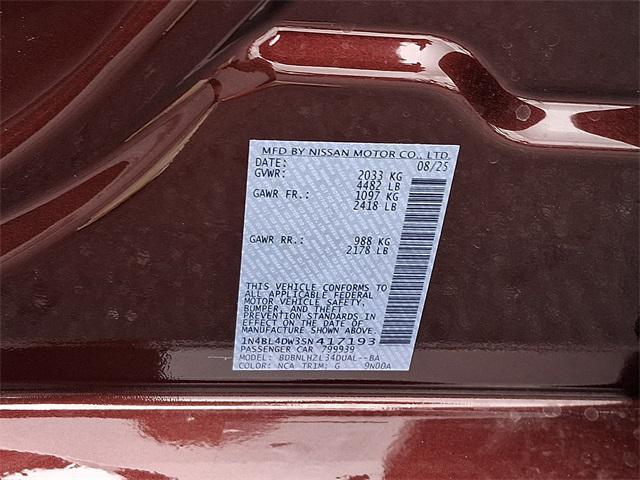 MFD BY NISSAN MOTOR CO., LTD
DATE: 08/25
GVWR: 2033 KG
4482 LB
GAWR FR.: 1097 KG
2418 LB
GAWR RR.: 988 KG
2178 LB
THIS VEHICLE CONFORMS TO
ALL APPLICABLE FEDERAL
MOTOR VEHICLE SAFETY,
BUMPER, AND THEFT
PREVENTION STANDARDS IN
EFFECT ON THE DATE OF
MANUFACTURE SHOWN ABOVE.
1N4BL4DW3SN417193
PASSENGER CAR 799939
MODEL: BDBNLHZL34DUAL--BA
COLOR: NCA TRIM: G 9N00A